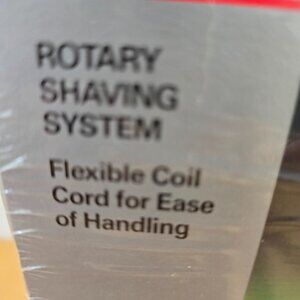 ROTARY
SHAVING
SYSTEM
Flexible Coil
Cord for Ease
of Handling